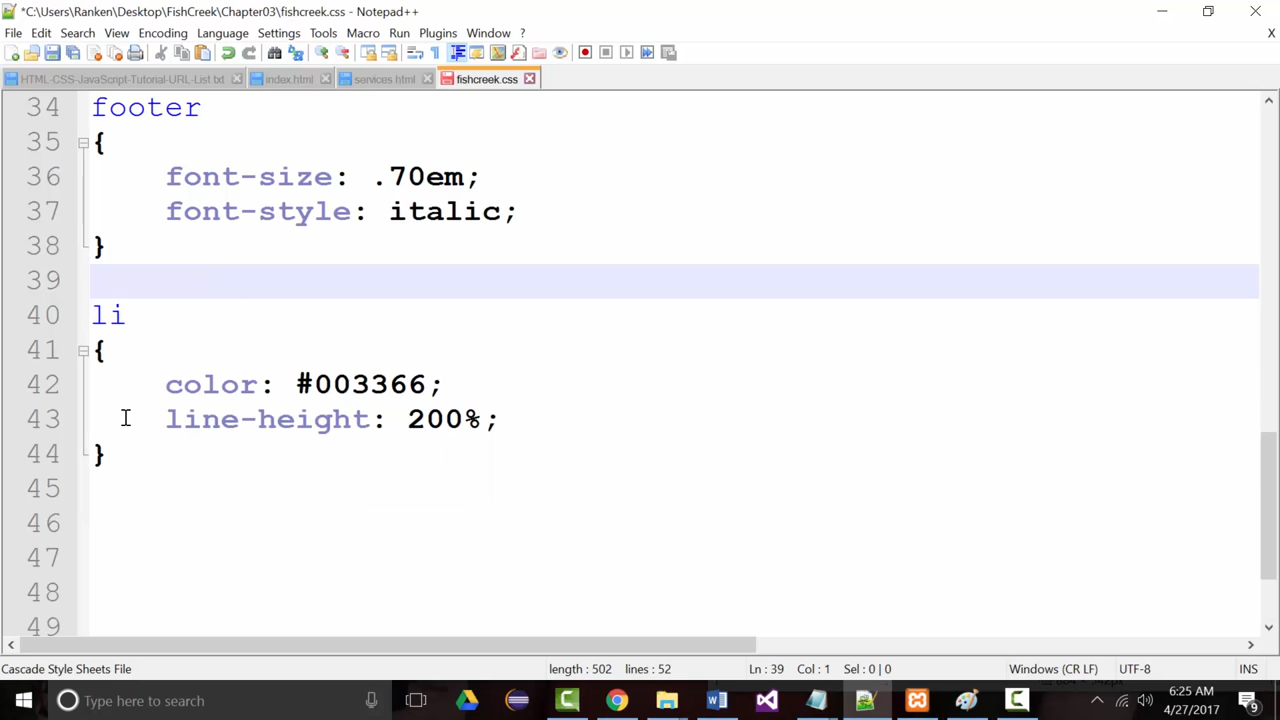 *C:\Users\Ranken\Desktop\FishCreek\Chapter03\fishcreek.css - Notepad++
File Edit Search View Encoding Language Settings Tools Macro Run Plugins Window ? X
HTML-CSS-JavaScript-Tutorial-URL-List.txt index.html services.html fishcreek.css
34 footer
35 {
36 font-size: .70em;
37 font-style: italic;
38 }
39
40 li
41 {
42 color: #003366;
43 line-height: 200%;
44 }
45
46
47
48
49
Cascade Style Sheets File length : 502 lines : 52 Ln : 39 Col : 1 Sel : 0 | 0 Windows (CR LF) UTF-8 INS
Type here to search 6:25 AM
4/27/2017 9